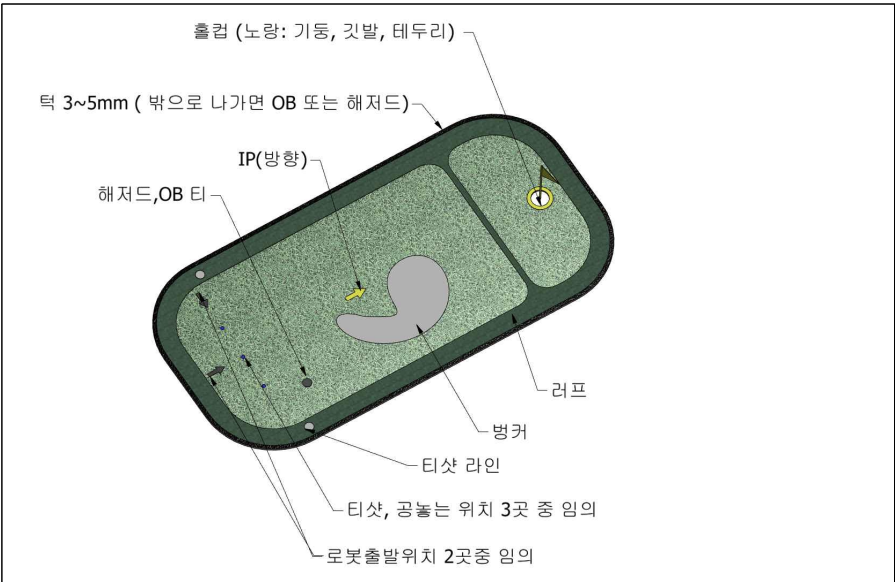 홀컵 (노랑: 기둥, 깃발, 테두리)
턱 3~5mm ( 밖으로 나가면 OB 또는 해저드)
IP(방향)
해저드,OB 티
러프
벙커
티샷 라인
티샷, 공놓는 위치 3곳 중 임의
로봇출발위치 2곳중 임의